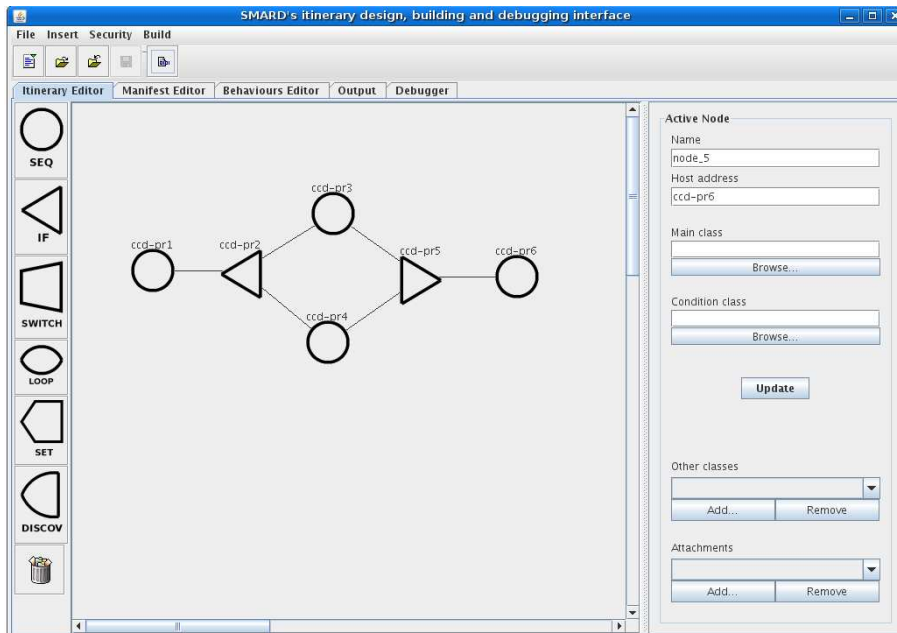 SMARD's itinerary design, building and debugging interface
File Insert Security Build
Itinerary Editor Manifest Editor Behaviours Editor Output Debugger
SEQ
IF
SWITCH
LOOP
SET
DISCOV
ccd-pr3
ccd-pr1
ccd-pr2
ccd-pr5
ccd-pr6
ccd-pr4
Active Node
Name
node_5
Host address
ccd-pr6
Main class
Browse...
Condition class
Browse...
Update
Other classes
Add... Remove
Attachments
Add... Remove